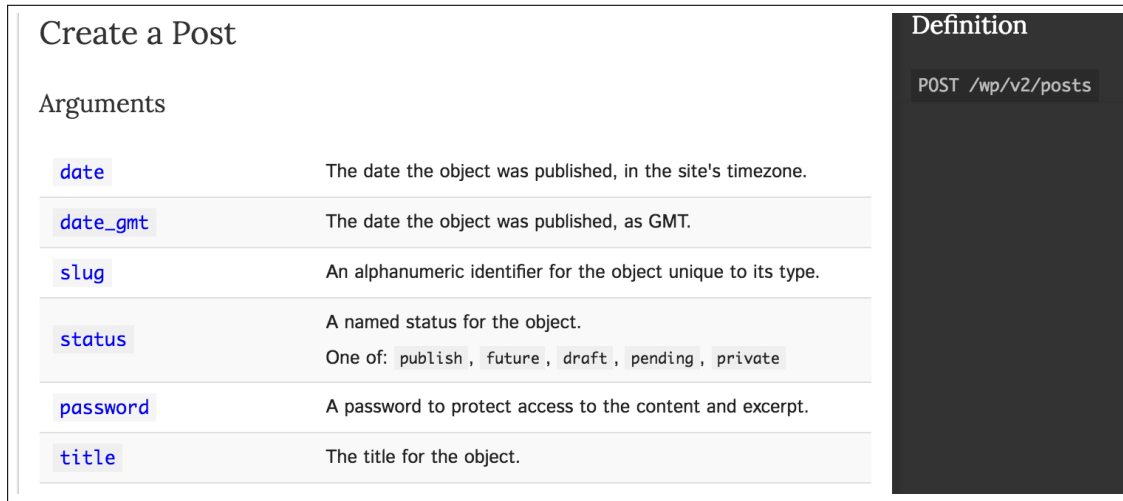 Create a Post
Arguments
date The date the object was published, in the site's timezone.
date_gmt The date the object was published, as GMT.
slug An alphanumeric identifier for the object unique to its type.
status A named status for the object.
One of: publish , future , draft , pending , private
password A password to protect access to the content and excerpt.
title The title for the object.
Definition
POST /wp/v2/posts